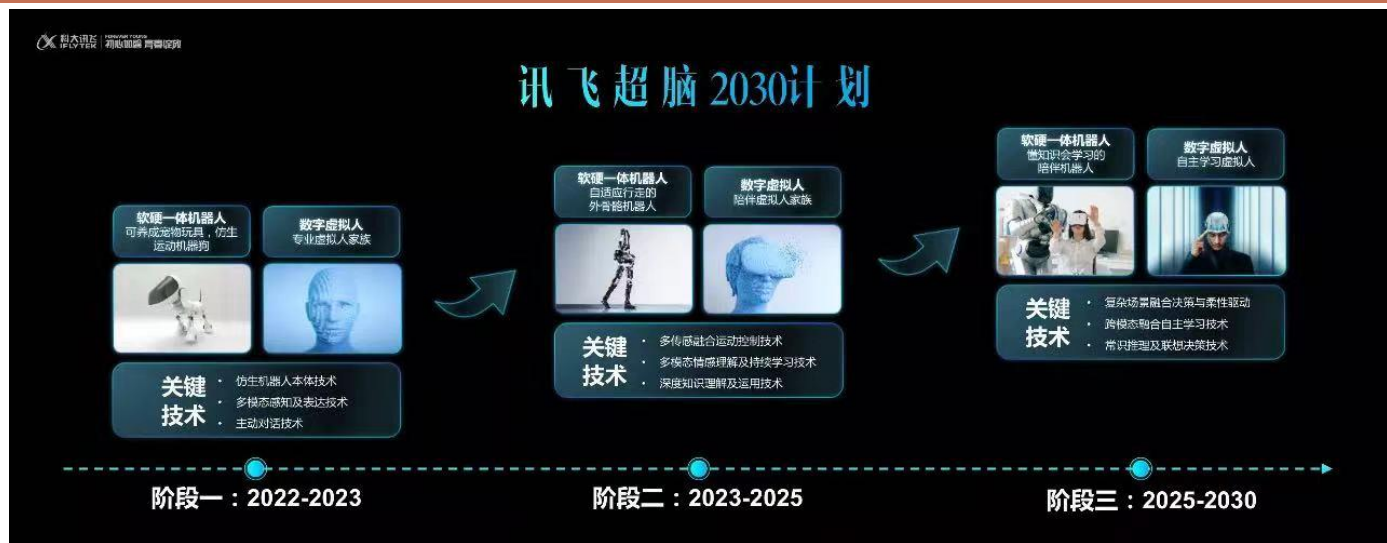 科大讯飞
iFLYTEK
FOREVER YOUNG
讯飞超脑2030计划
软硬一体机器人
可养成宠物玩具，仿生
运动机器狗
数字虚拟人
专业虚拟人家族
关键
技术
· 仿生机器人本体技术
· 多模态感知及表达技术
· 主动对话技术
阶段一：2022-2023
软硬一体机器人
自适应行走的
外骨骼机器人
数字虚拟人
陪伴虚拟人家族
关键
技术
· 多传感融合运动控制技术
· 多模态情感理解及持续学习技术
· 深度知识理解及运用技术
阶段二：2023-2025
软硬一体机器人
懂知识会学习的
陪伴机器人
数字虚拟人
自主学习虚拟人
关键
技术
· 复杂场景融合决策与柔性驱动
· 跨模态融合自主学习技术
· 常识推理及联想决策技术
阶段三：2025-2030